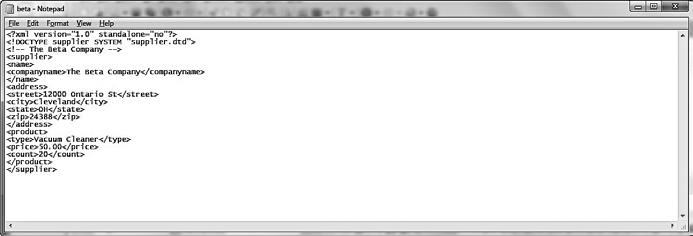 beta - Notepad
File Edit Format View Help
<?xml version="1.0" standalone="no"?>
<!DOCTYPE supplier SYSTEM "supplier.dtd">
<!-- The Beta Company -->
<supplier>
<name>
<companyname>The Beta Company</companyname>
</name>
<address>
<street>12000 Ontario St</street>
<city>Cleveland</city>
<state>OH</state>
<zip>24388</zip>
</address>
<product>
<type>Vacuum Cleaner</type>
<price>50.00</price>
<count>20</count>
</product>
</supplier>